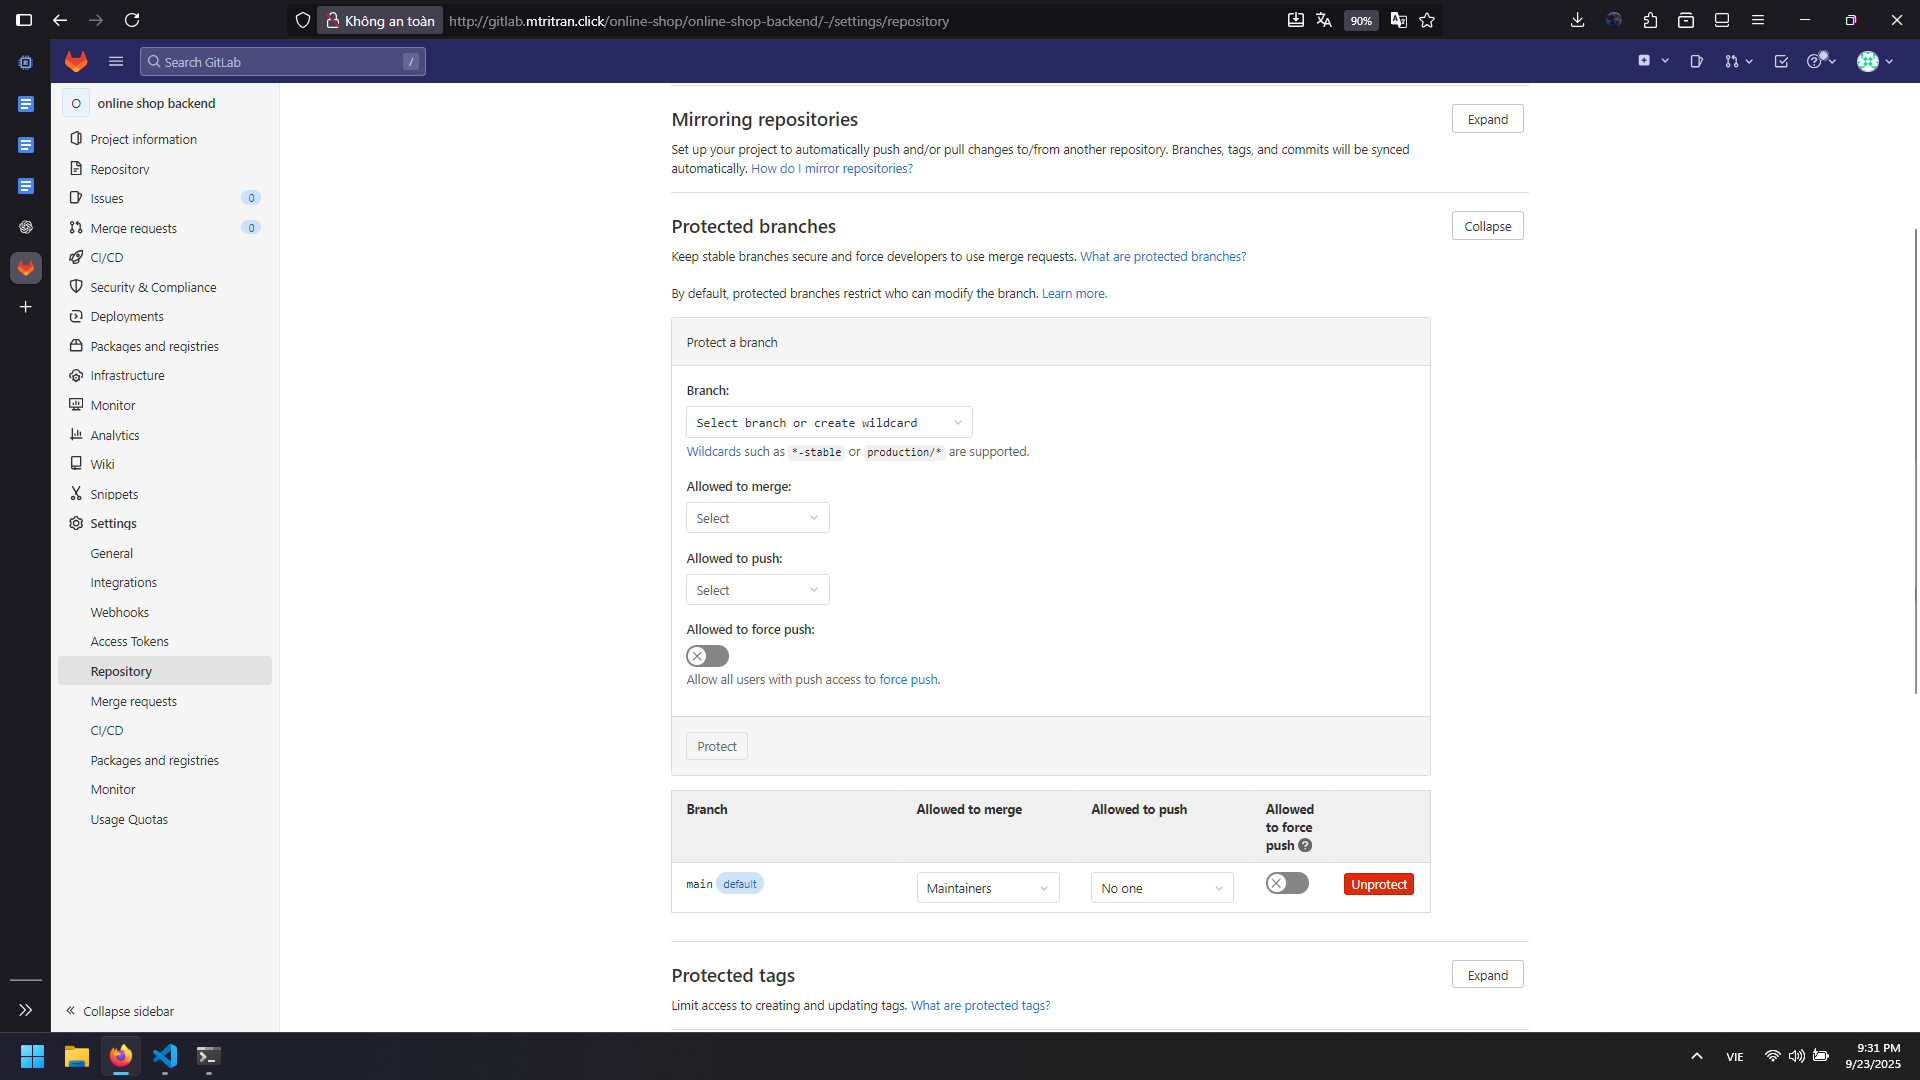 Không an toàn
http://gitlab.mtritran.click/online-shop/online-shop-backend/-/settings/repository
90%
Search GitLab
/
O online shop backend
Project information
Repository
Issues 0
Merge requests 0
CI/CD
Security & Compliance
Deployments
Packages and registries
Infrastructure
Monitor
Analytics
Wiki
Snippets
Settings
General
Integrations
Webhooks
Access Tokens
Repository
Merge requests
CI/CD
Packages and registries
Monitor
Usage Quotas
Collapse sidebar
Mirroring repositories
Expand
Set up your project to automatically push and/or pull changes to/from another repository. Branches, tags, and commits will be synced
automatically. How do I mirror repositories?
Protected branches
Collapse
Keep stable branches secure and force developers to use merge requests. What are protected branches?
By default, protected branches restrict who can modify the branch. Learn more.
Protect a branch
Branch:
Select branch or create wildcard
Wildcards such as *-stable or production/* are supported.
Allowed to merge:
Select
Allowed to push:
Select
Allowed to force push:
Allow all users with push access to force push.
Protect
Branch Allowed to merge Allowed to push Allowed
to force
push ?
main default Maintainers No one Unprotect
Protected tags
Expand
Limit access to creating and updating tags. What are protected tags?
VIE
9:31 PM
9/23/2025